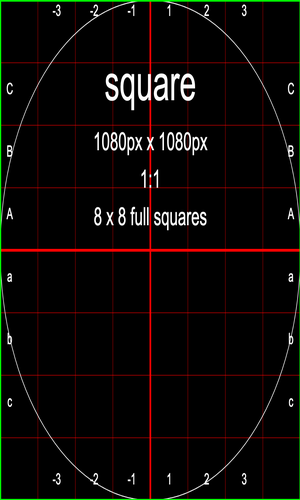 -3 -2 -1 1 2 3
C C
square
1080px x 1080px
B B
1:1
A 8 x 8 full squares A
a a
b b
c c
-3 -2 -1 1 2 3